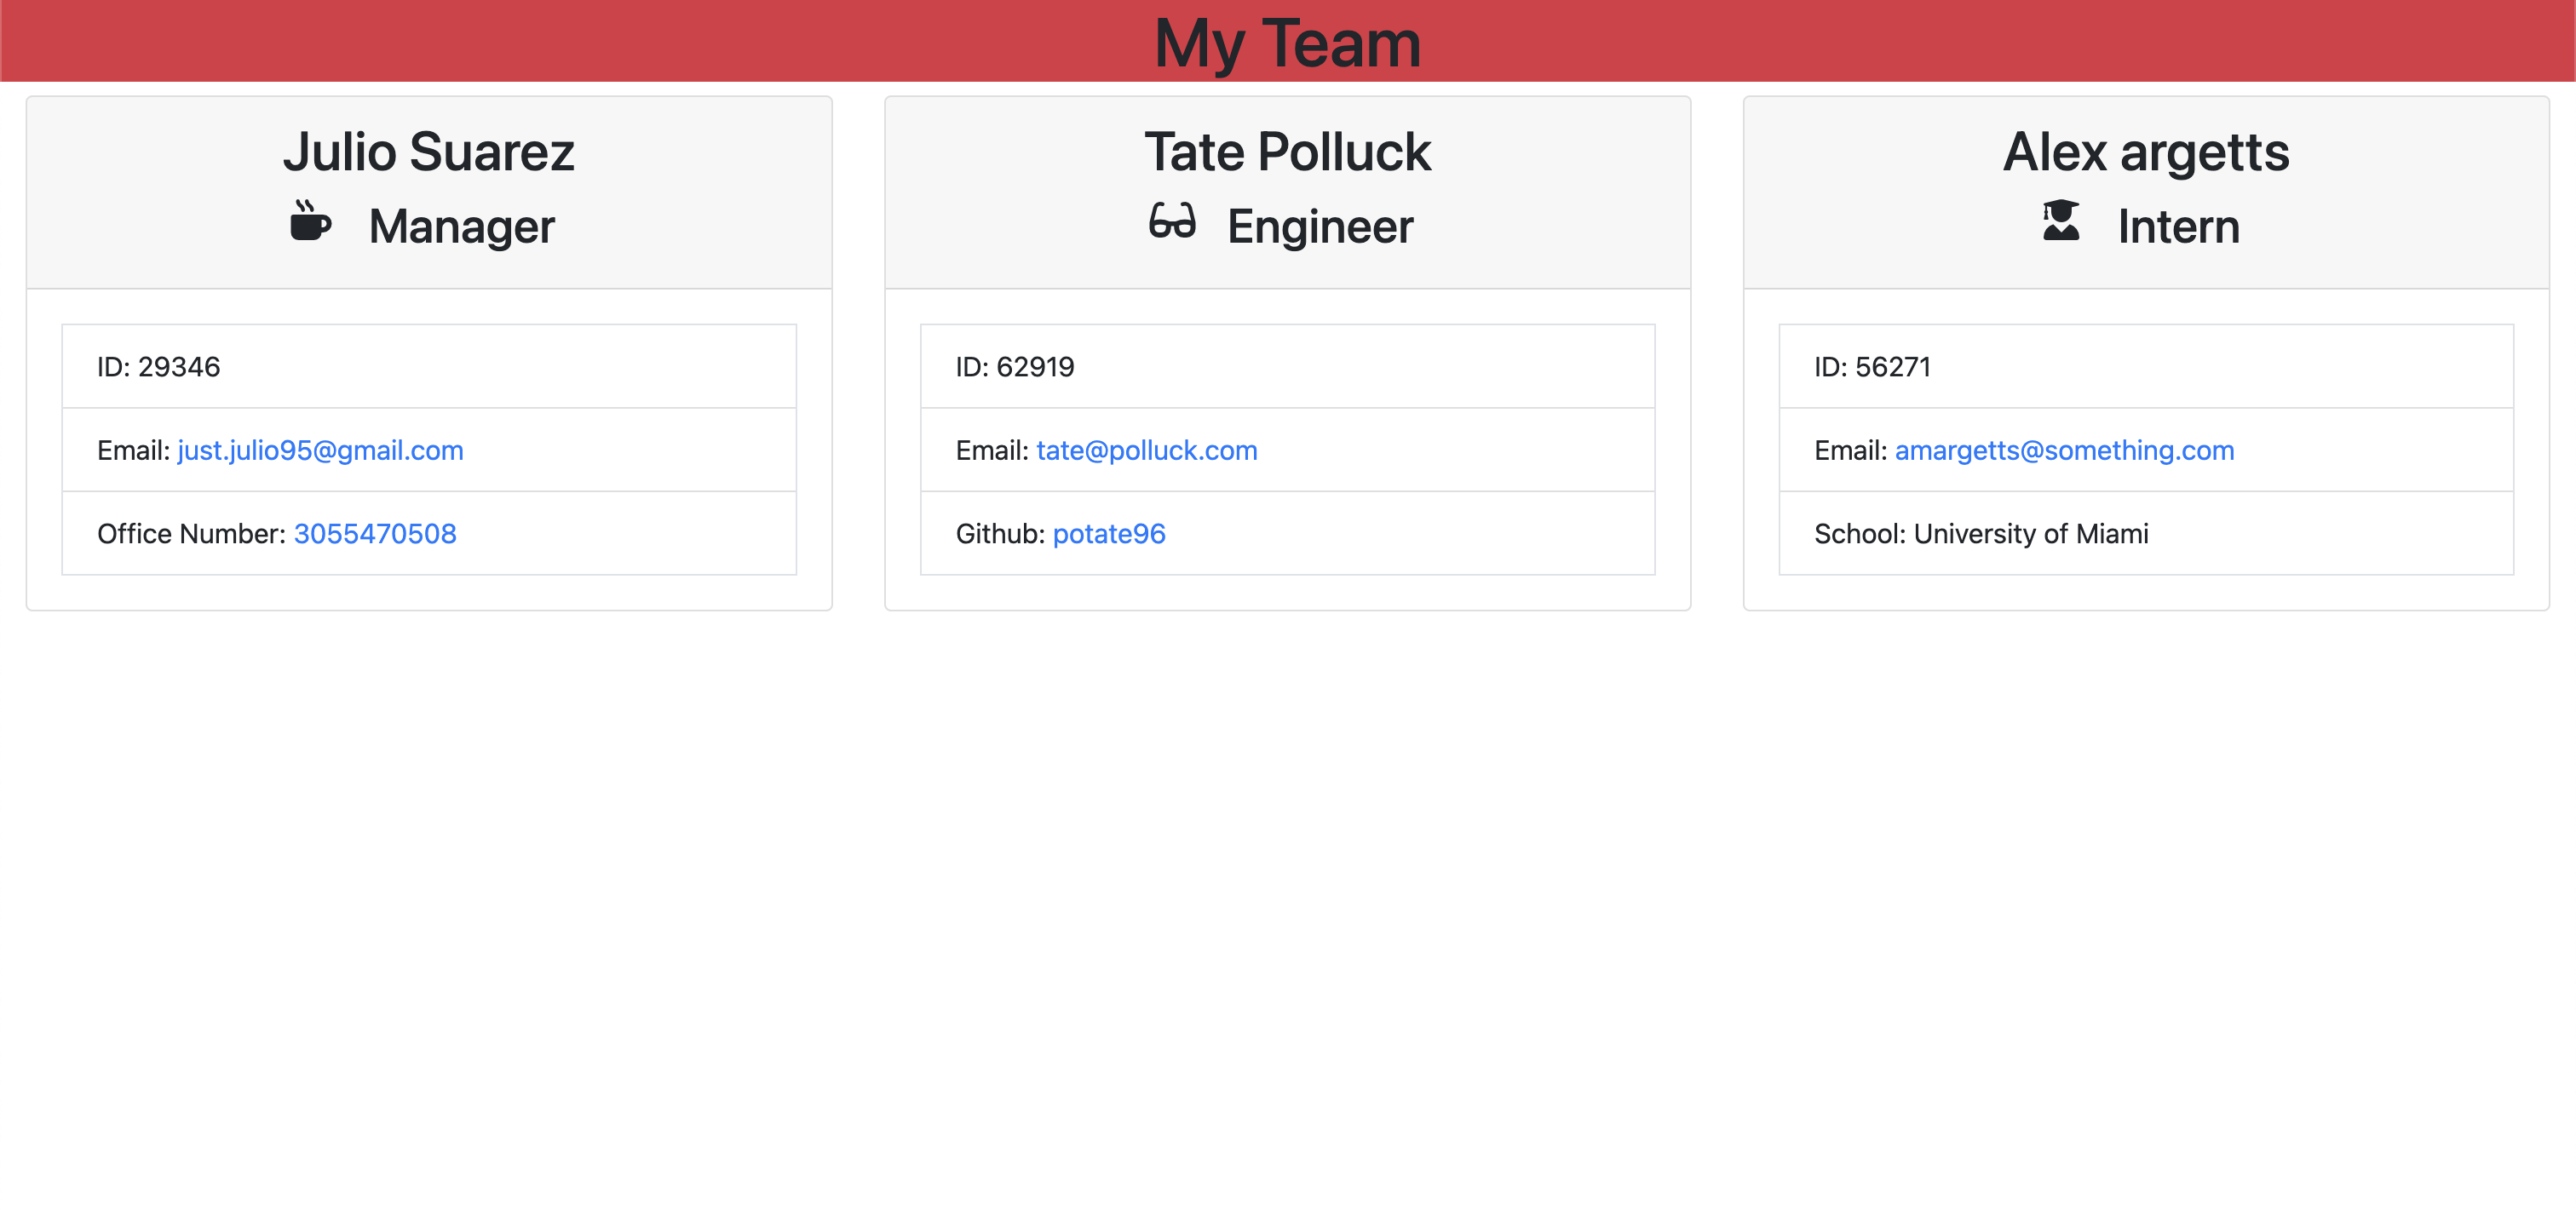 My Team
Julio Suarez
Manager
ID: 29346
Email: just.julio95@gmail.com
Office Number: 3055470508
Tate Polluck
Engineer
ID: 62919
Email: tate@polluck.com
Github: potate96
Alex argetts
Intern
ID: 56271
Email: amargetts@something.com
School: University of Miami